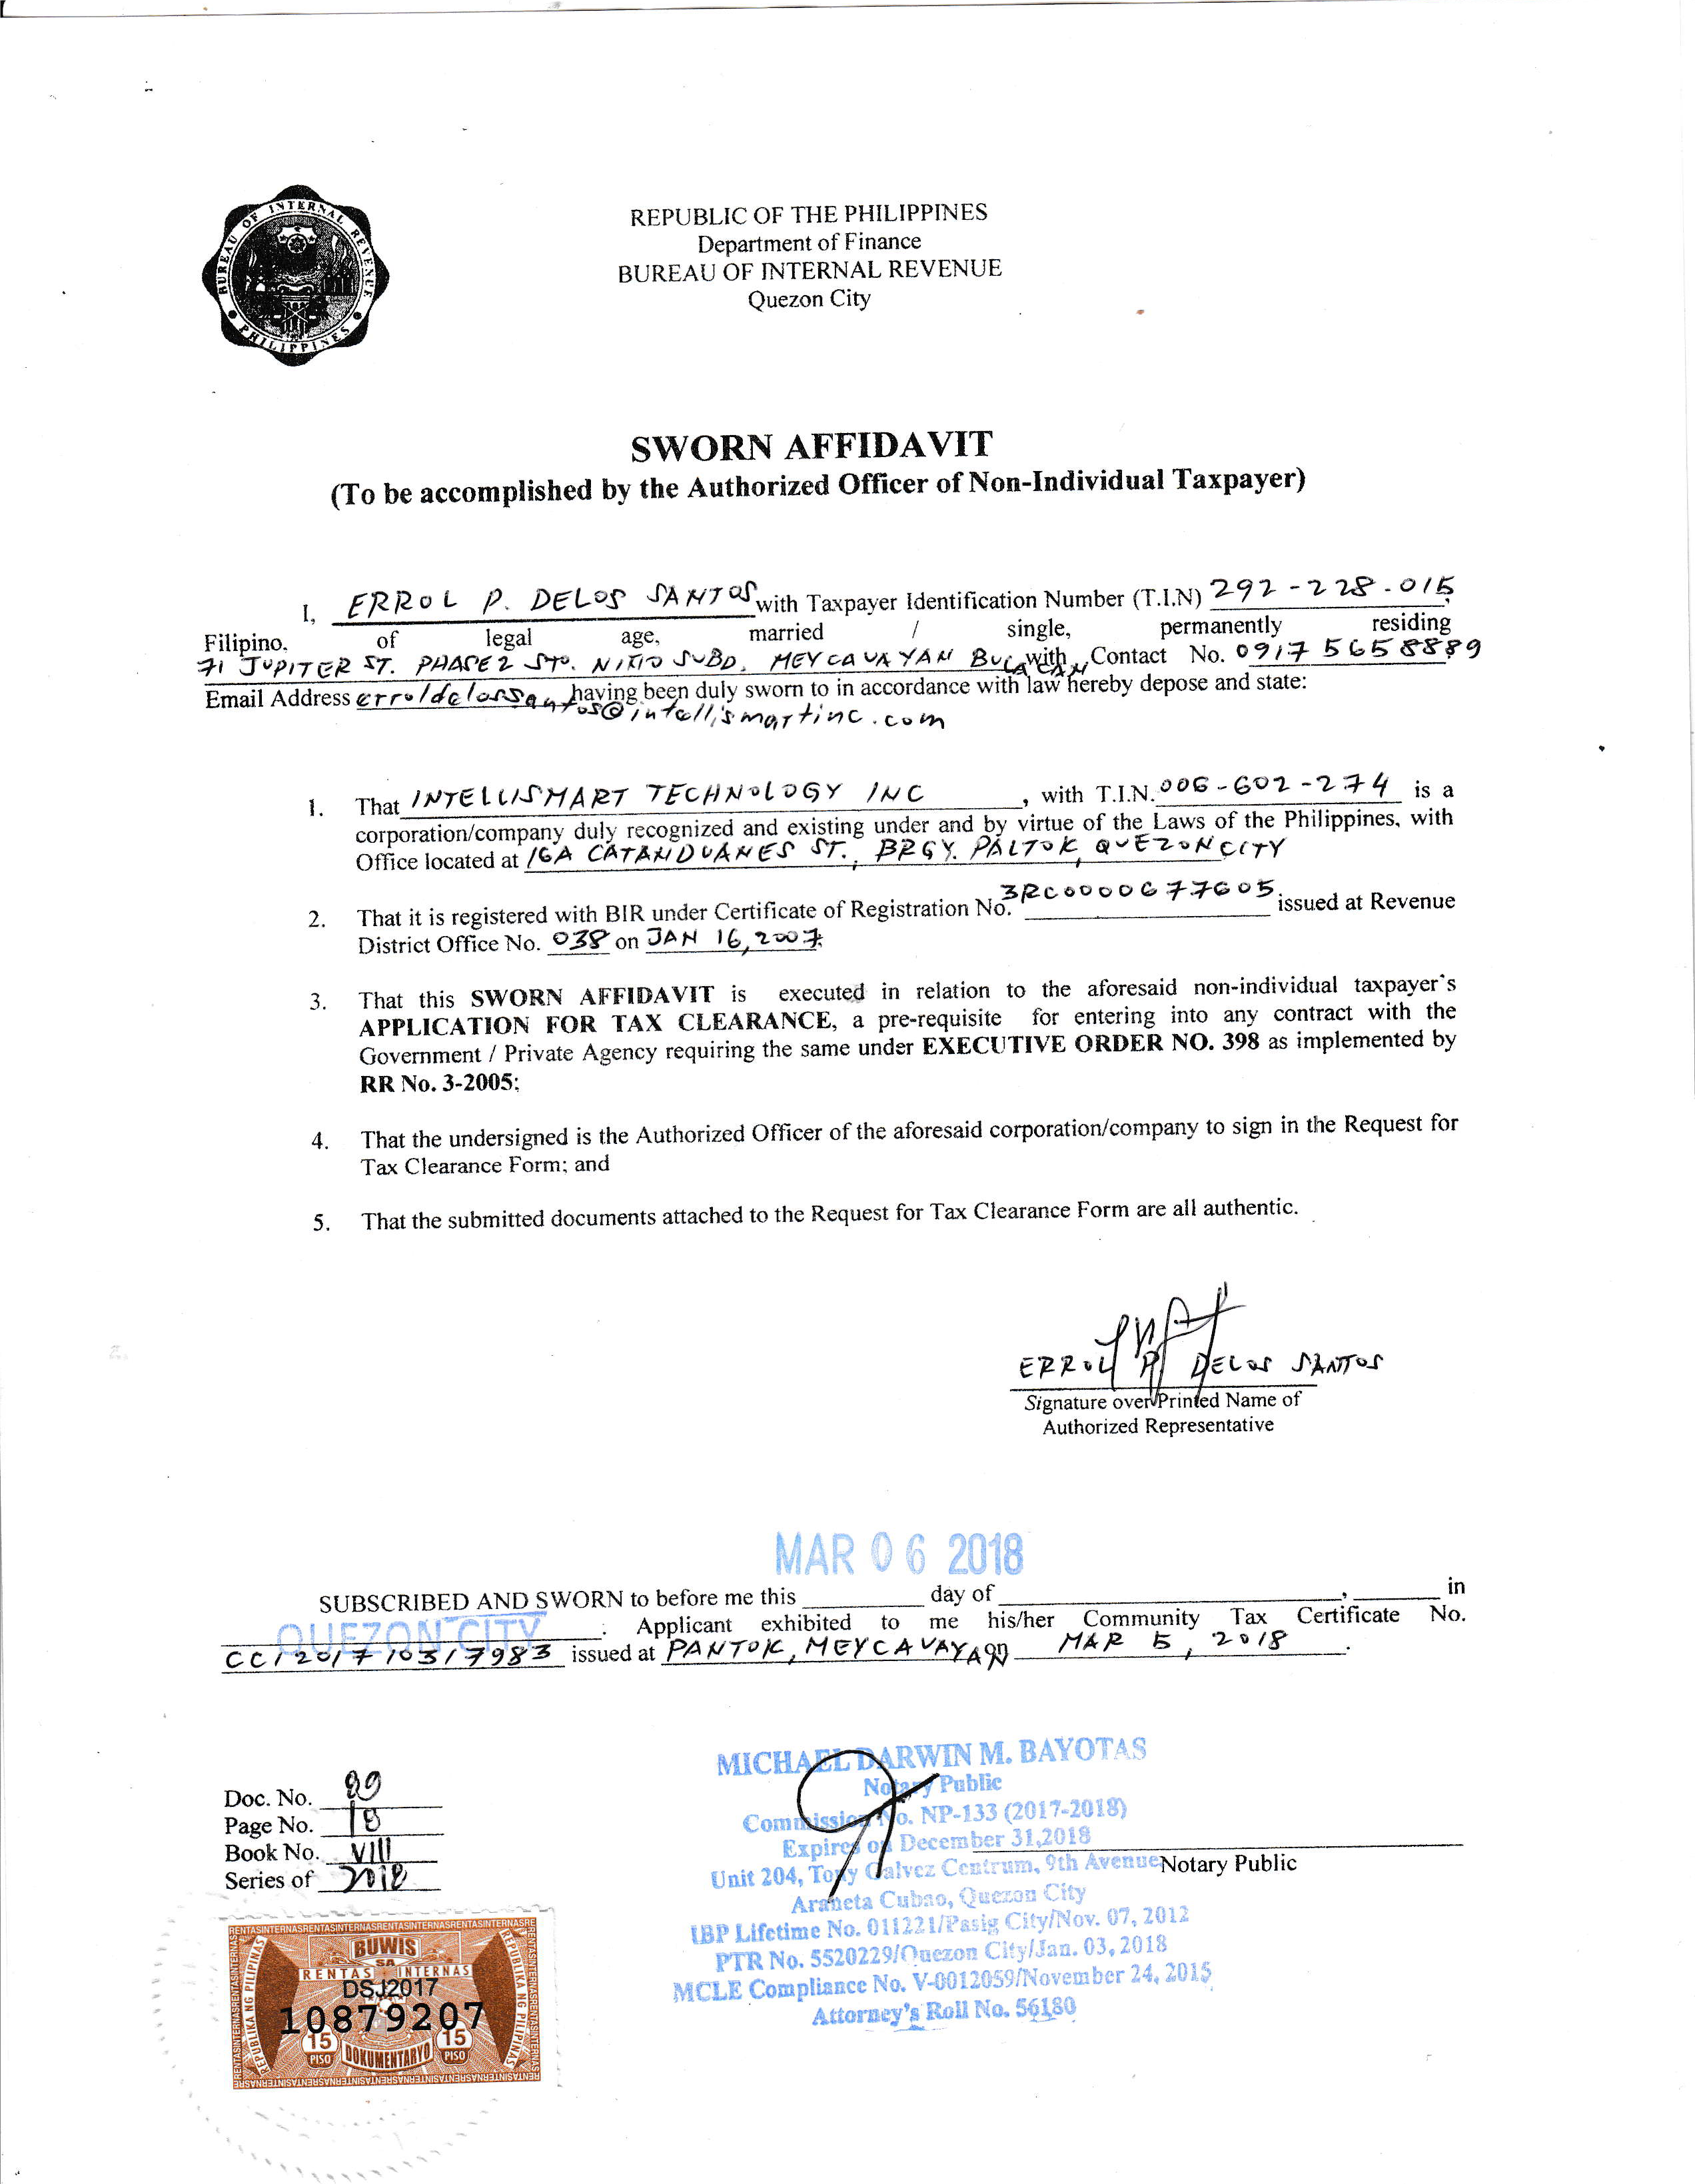 BUREAU OF INTERNAL REVENUE
PHILIPPINES
REPUBLIC OF THE PHILIPPINES
Department of Finance
BUREAU OF INTERNAL REVENUE
Quezon City
SWORN AFFIDAVIT
(To be accomplished by the Authorized Officer of Non-Individual Taxpayer)
I, ERROL P. DELOS SANTOS with Taxpayer Identification Number (T.I.N) 292-228-015,
Filipino, of legal age, married / single, permanently residing
71 JUPITER ST. PHASE 2 STO. NIÑO SUBD, MEYCAUAYAN BULACAN with Contact No. 0917 5658889
Email Address erroldelossantos@intellismartinc.com having been duly sworn to in accordance with law hereby depose and state:
1. That INTELLISMART TECHNOLOGY INC, with T.I.N. 006-602-274 is a
corporation/company duly recognized and existing under and by virtue of the Laws of the Philippines, with
Office located at 16A CATANDUANES ST., BRGY. PALTOK, QUEZON CITY
2. That it is registered with BIR under Certificate of Registration No. 3RC0000677605 issued at Revenue
District Office No. 038 on JAN 16, 2007.
3. That this SWORN AFFIDAVIT is executed in relation to the aforesaid non-individual taxpayer's
APPLICATION FOR TAX CLEARANCE, a pre-requisite for entering into any contract with the
Government / Private Agency requiring the same under EXECUTIVE ORDER NO. 398 as implemented by
RR No. 3-2005;
4. That the undersigned is the Authorized Officer of the aforesaid corporation/company to sign in the Request for
Tax Clearance Form; and
5. That the submitted documents attached to the Request for Tax Clearance Form are all authentic.
ERROL P. DELOS SANTOS
Signature over Printed Name of
Authorized Representative
MAR 06 2018
SUBSCRIBED AND SWORN to before me this ___ day of ___, ___ in
QUEZON CITY. Applicant exhibited to me his/her Community Tax Certificate No.
CCI 2017 10317983 issued at PANTOK, MEYCAUAYAN on MAR 5, 2018.
MICHAEL DARWIN M. BAYOTAS
Notary Public
Commission No. NP-133 (2017-2018)
Expires on December 31,2018
Unit 204, Tony Galvez Centrum, 9th Avenue
Araneta Cubao, Quezon City
IBP Lifetime No. 011221/Pasig City/Nov. 07, 2012
PTR No. 5520229/Quezon City/Jan. 03, 2018
MCLE Compliance No. V-0012059/November 24, 2015
Attorney's Roll No. 56180
Notary Public
Doc. No. 89
Page No. 18
Book No. VIII
Series of 2018
REPUBLIKA NG PILIPINAS
BUWIS
SA
RENTAS INTERNAS
DSJ2017
10879207
15 PISO
DOKUMENTARYO
15 PISO
REPUBLIKA NG PILIPINAS